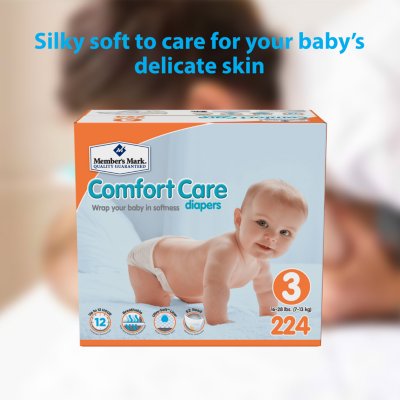 Silky soft to care for your baby's
delicate skin
Member's Mark.
QUALITY GUARANTEED
Comfort Care
diapers
Wrap your baby in softness
3
16-28 lbs. (7-13 kg)
224
12